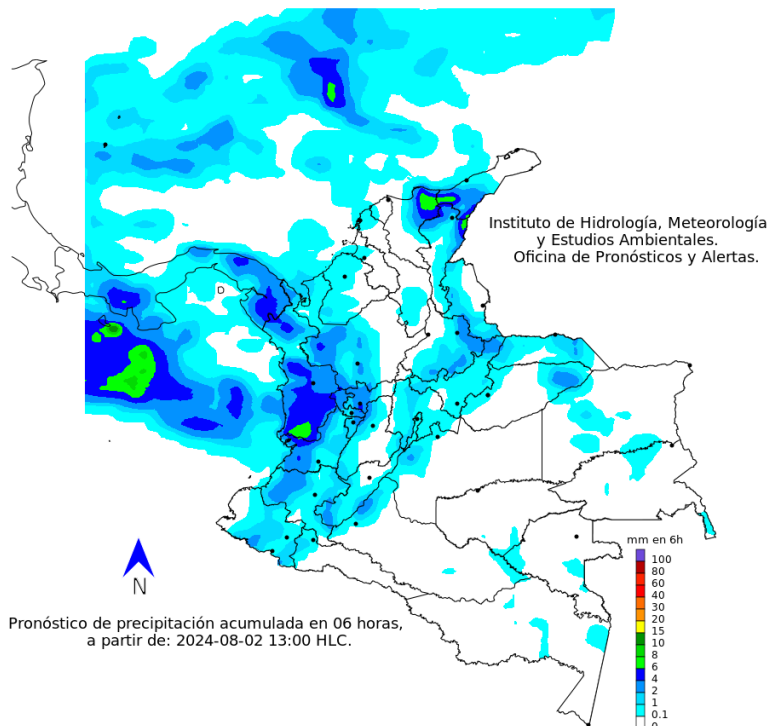 Instituto de Hidrología, Meteorología
y Estudios Ambientales.
Oficina de Pronósticos y Alertas.
D
N
Pronóstico de precipitación acumulada en 06 horas,
a partir de: 2024-08-02 13:00 HLC.
mm en 6h
100
80
60
40
30
20
15
10
8
6
4
2
1
0.1
0